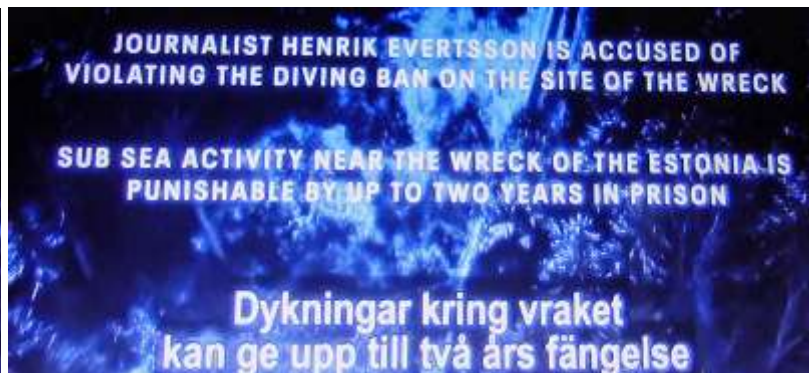 JOURNALIST HENRIK EVERTSSON IS ACCUSED OF
VIOLATING THE DIVING BAN ON THE SITE OF THE WRECK
SUB SEA ACTIVITY NEAR THE WRECK OF THE ESTONIA IS
PUNISHABLE BY UP TO TWO YEARS IN PRISON
Dykningar kring vraket
kan ge upp till två års fängelse